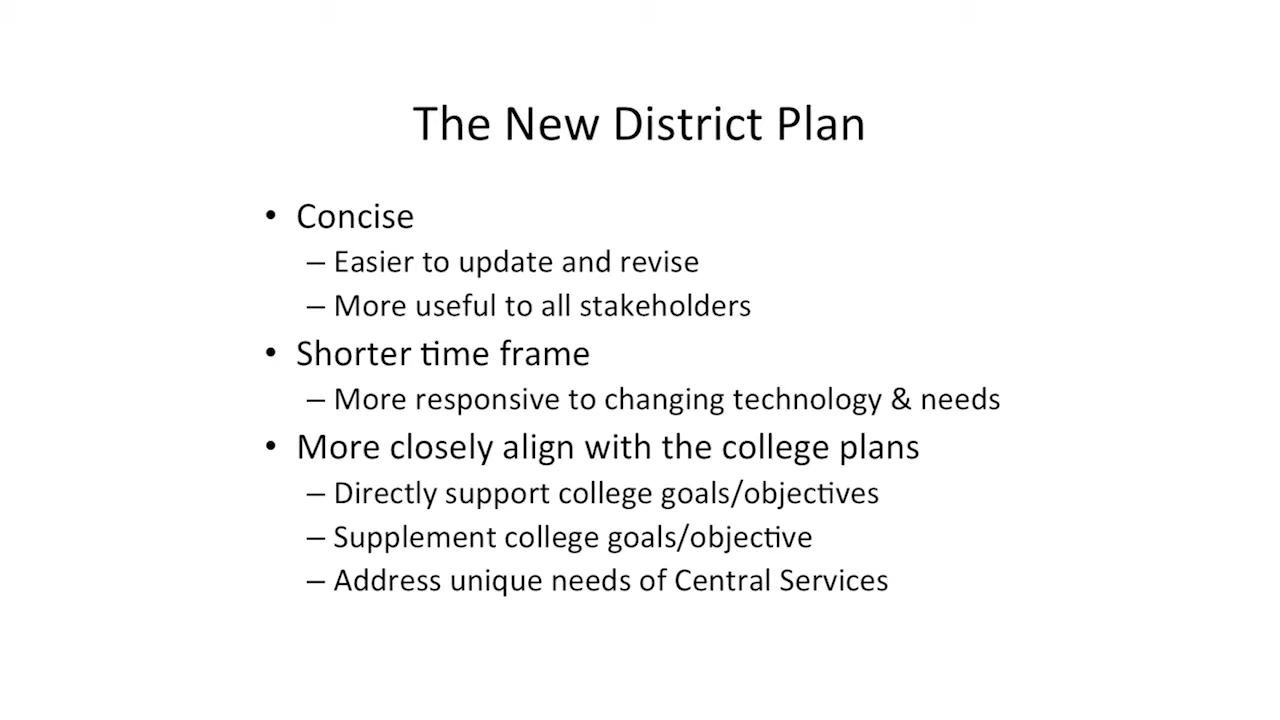 The New District Plan
• Concise
– Easier to update and revise
– More useful to all stakeholders
• Shorter time frame
– More responsive to changing technology & needs
• More closely align with the college plans
– Directly support college goals/objectives
– Supplement college goals/objective
– Address unique needs of Central Services